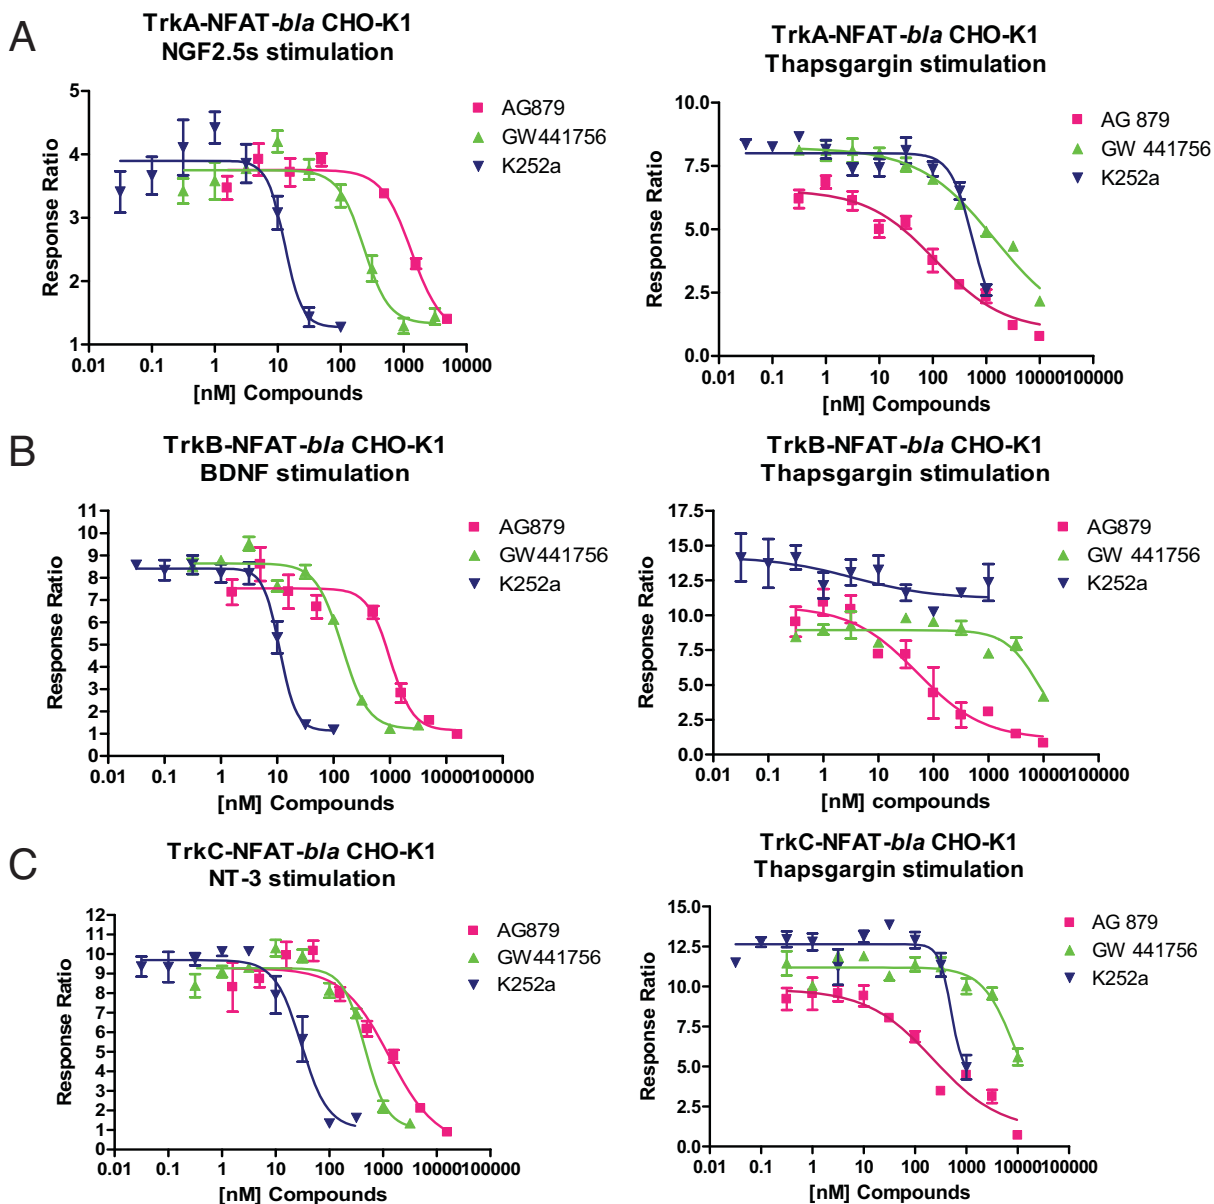 A
TrkA-NFAT-bla CHO-K1
NGF2.5s stimulation
5
4
3
2
1
Response Ratio
0.01 0.1 1 10 100 1000 10000
[nM] Compounds
AG879
GW441756
K252a
TrkA-NFAT-bla CHO-K1
Thapsgargin stimulation
10.0
7.5
5.0
2.5
0.0
Response Ratio
0.01 0.1 1 10 100 1000 10000 100000
[nM] Compounds
AG 879
GW 441756
K252a
B
TrkB-NFAT-bla CHO-K1
BDNF stimulation
11
10
9
8
7
6
5
4
3
2
1
0
Response Ratio
0.01 0.1 1 10 100 1000 10000 100000
[nM] Compounds
AG879
GW441756
K252a
TrkB-NFAT-bla CHO-K1
Thapsgargin stimulation
17.5
15.0
12.5
10.0
7.5
5.0
2.5
0.0
Response Ratio
0.01 0.1 1 10 100 1000 10000 100000
[nM] compounds
AG879
GW 441756
K252a
C
TrkC-NFAT-bla CHO-K1
NT-3 stimulation
12
11
10
9
8
7
6
5
4
3
2
1
0
Response Ratio
0.01 0.1 1 10 100 1000 10000 100000
[nM] Compounds
AG879
GW441756
K252a
TrkC-NFAT-bla CHO-K1
Thapsgargin stimulation
15.0
12.5
10.0
7.5
5.0
2.5
0.0
Response Ratio
0.01 0.1 1 10 100 1000 10000 100000
[nM] Compounds
AG 879
GW 441756
K252a